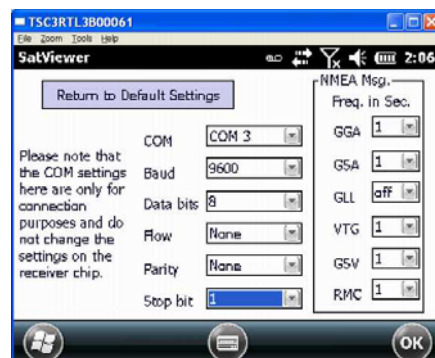 TSC3RTL3B00061
File Zoom Tools Help
SatViewer 2:06
Return to Default Settings
Please note that
the COM settings
here are only for
connection
purposes and do
not change the
settings on the
receiver chip.
COM COM 3
Baud 9600
Data bits 8
Flow None
Parity None
Stop bit 1
NMEA Msg.
Freq. in Sec.
GGA 1
GSA 1
GLL off
VTG 1
GSV 1
RMC 1
OK